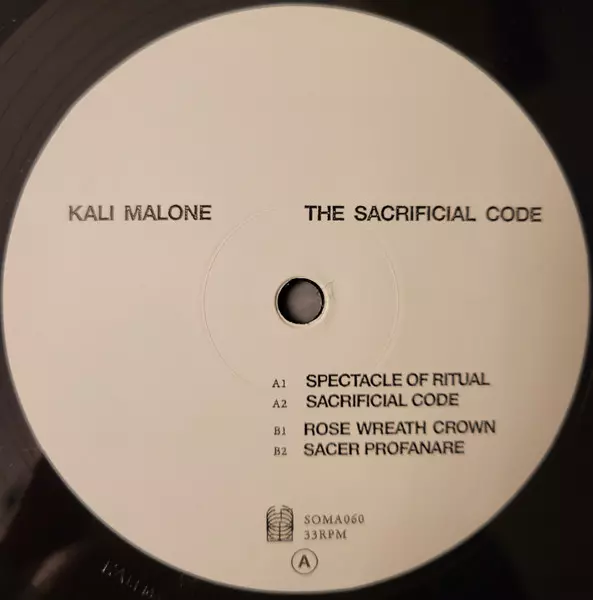 KALI MALONE THE SACRIFICIAL CODE
A1 SPECTACLE OF RITUAL
A2 SACRIFICIAL CODE
B1 ROSE WREATH CROWN
B2 SACER PROFANARE
SOMA060
33RPM
A
KALI M